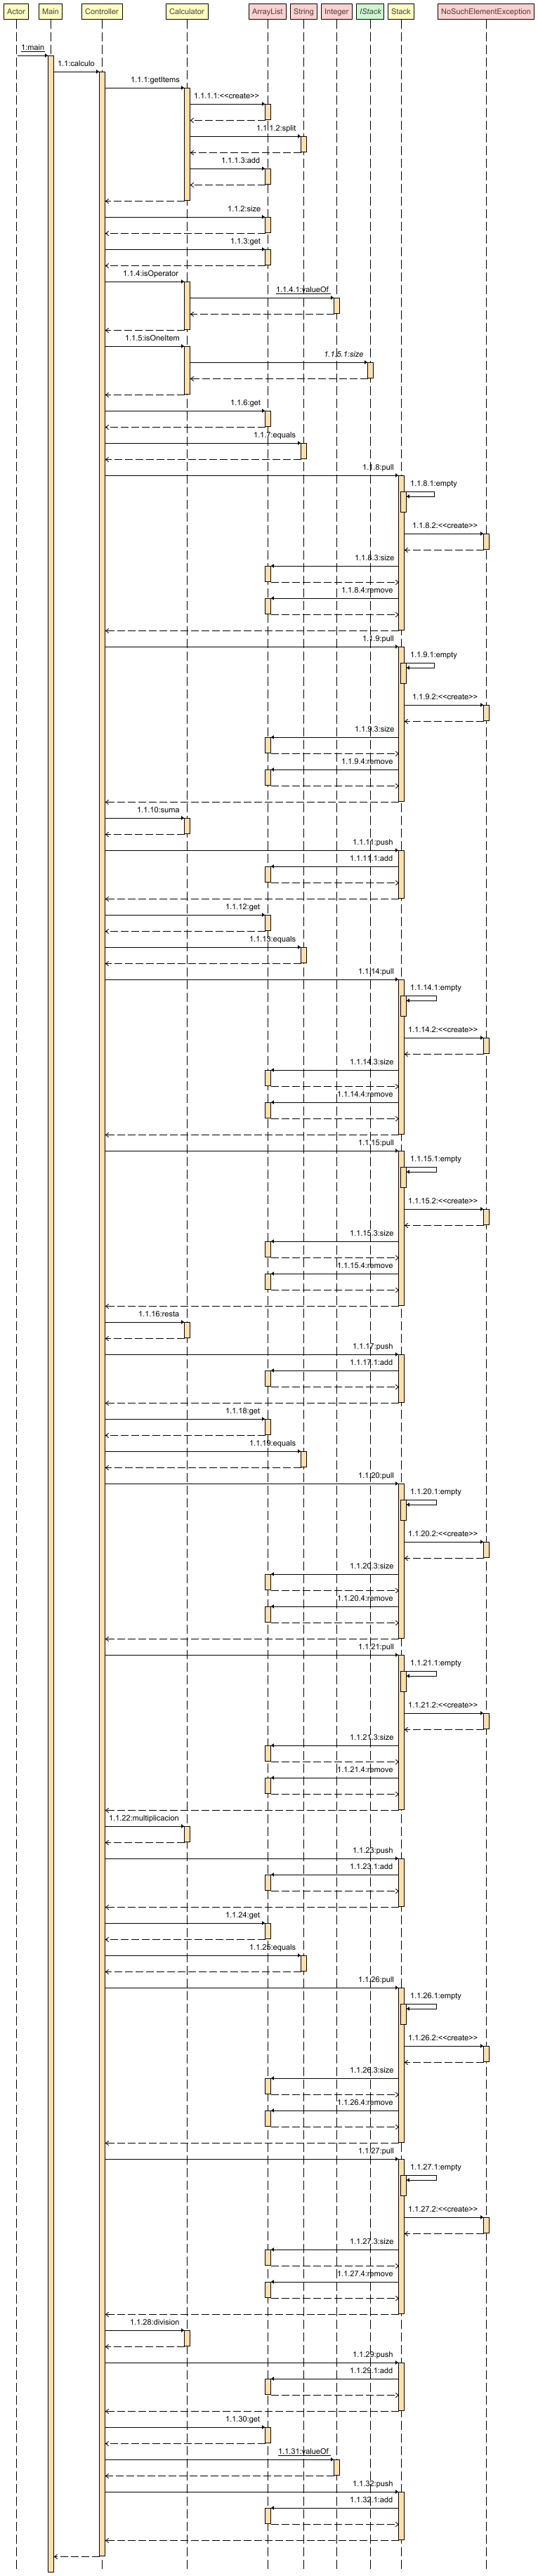 Actor Main Controller Calculator ArrayList String Integer IStack Stack NoSuchElementException
1:main
1.1:calculo
1.1.1:getItems
1.1.1.1:<<create>>
1.1.1.2:split
1.1.1.3:add
1.1.2:size
1.1.3:get
1.1.4:isOperator
1.1.4.1:valueOf
1.1.5:isOneItem
1.1.5.1:size
1.1.6:get
1.1.7:equals
1.1.8:pull
1.1.8.1:empty
1.1.8.2:<<create>>
1.1.8.3:size
1.1.8.4:remove
1.1.9:pull
1.1.9.1:empty
1.1.9.2:<<create>>
1.1.9.3:size
1.1.9.4:remove
1.1.10:suma
1.1.11:push
1.1.11.1:add
1.1.12:get
1.1.13:equals
1.1.14:pull
1.1.14.1:empty
1.1.14.2:<<create>>
1.1.14.3:size
1.1.14.4:remove
1.1.15:pull
1.1.15.1:empty
1.1.15.2:<<create>>
1.1.15.3:size
1.1.15.4:remove
1.1.16:resta
1.1.17:push
1.1.17.1:add
1.1.18:get
1.1.19:equals
1.1.20:pull
1.1.20.1:empty
1.1.20.2:<<create>>
1.1.20.3:size
1.1.20.4:remove
1.1.21:pull
1.1.21.1:empty
1.1.21.2:<<create>>
1.1.21.3:size
1.1.21.4:remove
1.1.22:multiplicacion
1.1.23:push
1.1.23.1:add
1.1.24:get
1.1.25:equals
1.1.26:pull
1.1.26.1:empty
1.1.26.2:<<create>>
1.1.26.3:size
1.1.26.4:remove
1.1.27:pull
1.1.27.1:empty
1.1.27.2:<<create>>
1.1.27.3:size
1.1.27.4:remove
1.1.28:division
1.1.29:push
1.1.29.1:add
1.1.30:get
1.1.31:valueOf
1.1.32:push
1.1.32.1:add